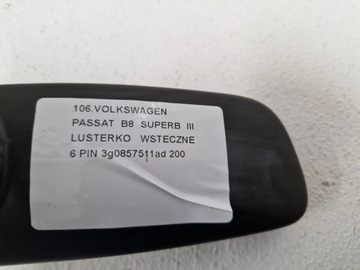 106.VOLKSWAGEN
PASSAT B8 SUPERB III
LUSTERKO WSTECZNE
6 PIN 3g0857511ad 200